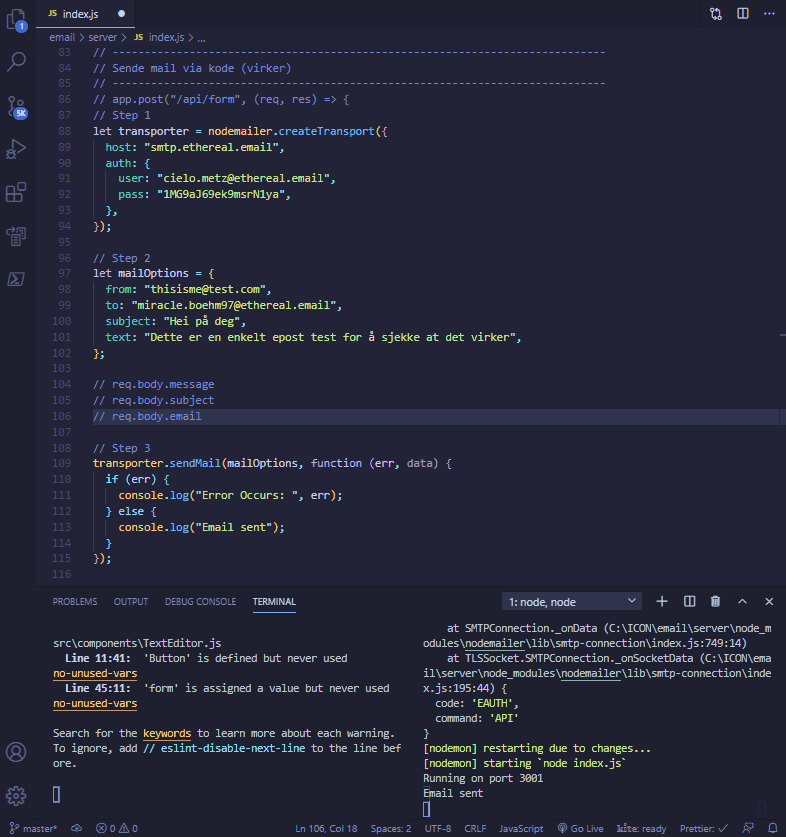 JS index.js
email > server > JS index.js > ...
83 // ----------------------------------------------------------------------------
84 // Sende mail via kode (virker)
85 // ----------------------------------------------------------------------------
86 // app.post("/api/form", (req, res) => {
87 // Step 1
88 let transporter = nodemailer.createTransport({
89 host: "smtp.ethereal.email",
90 auth: {
91 user: "cielo.metz@ethereal.email",
92 pass: "1MG9aJ69ek9msrN1ya",
93 },
94 });
95
96 // Step 2
97 let mailOptions = {
98 from: "thisisme@test.com",
99 to: "miracle.boehm97@ethereal.email",
100 subject: "Hei på deg",
101 text: "Dette er en enkelt epost test for å sjekke at det virker",
102 };
103
104 // req.body.message
105 // req.body.subject
106 // req.body.email
107
108 // Step 3
109 transporter.sendMail(mailOptions, function (err, data) {
110 if (err) {
111 console.log("Error Occurs: ", err);
112 } else {
113 console.log("Email sent");
114 }
115 });
116
1
5K
PROBLEMS OUTPUT DEBUG CONSOLE TERMINAL 1: node, node
src\components\TextEditor.js
Line 11:41: 'Button' is defined but never used
no-unused-vars
Line 45:11: 'form' is assigned a value but never used
no-unused-vars
Search for the keywords to learn more about each warning.
To ignore, add // eslint-disable-next-line to the line bef
ore.
at SMTPConnection._onData (C:\ICON\email\server\node_m
odules\nodemailer\lib\smtp-connection\index.js:749:14)
at TLSSocket.SMTPConnection._onSocketData (C:\ICON\ema
il\server\node_modules\nodemailer\lib\smtp-connection\inde
x.js:195:44) {
code: 'EAUTH',
command: 'API'
}
[nodemon] restarting due to changes...
[nodemon] starting `node index.js`
Running on port 3001
Email sent
master* 0 0 Ln 106, Col 18 Spaces: 2 UTF-8 CRLF JavaScript Go Live kite: ready Prettier: ✓